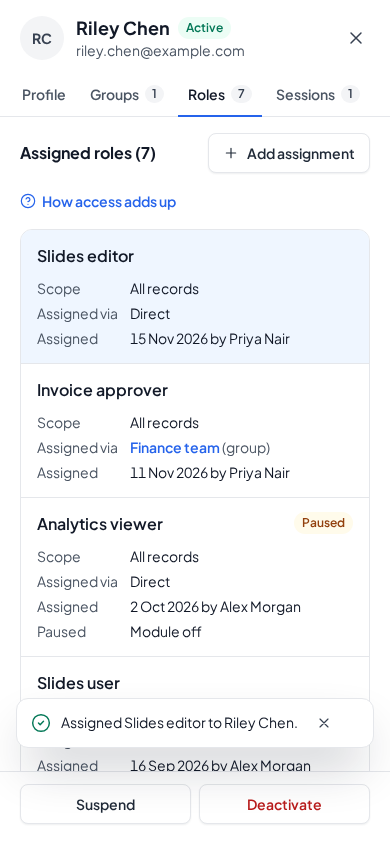 RC
Riley Chen
Active
riley.chen@example.com
Profile
Groups 1
Roles 7
Sessions 1
Assigned roles (7)
Add assignment
How access adds up
Slides editor
Scope All records
Assigned via Direct
Assigned 15 Nov 2026 by Priya Nair
Invoice approver
Scope All records
Assigned via Finance team (group)
Assigned 11 Nov 2026 by Priya Nair
Analytics viewer Paused
Scope All records
Assigned via Direct
Assigned 2 Oct 2026 by Alex Morgan
Paused Module off
Slides user
Assigned Slides editor to Riley Chen.
Assigned 16 Sep 2026 by Alex Morgan
Suspend
Deactivate